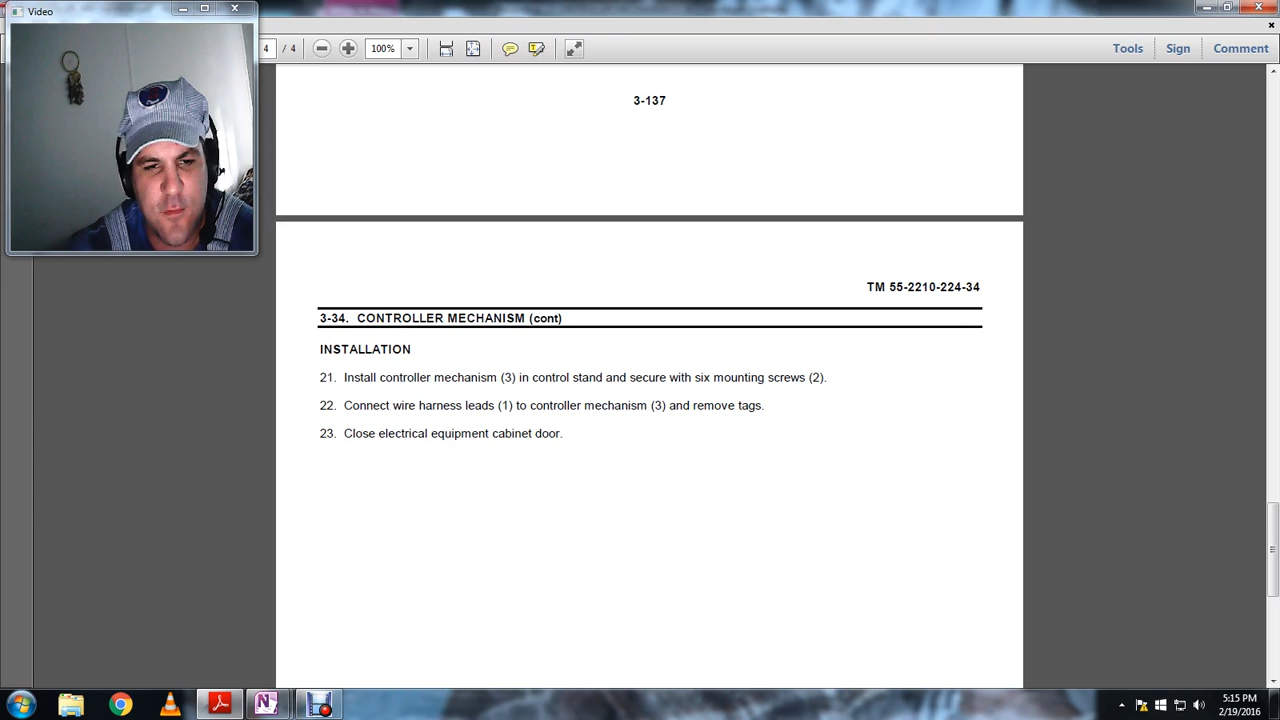 Video
4 / 4
100%
Tools
Sign
Comment
3-137
TM 55-2210-224-34
3-34. CONTROLLER MECHANISM (cont)
INSTALLATION
21. Install controller mechanism (3) in control stand and secure with six mounting screws (2).
22. Connect wire harness leads (1) to controller mechanism (3) and remove tags.
23. Close electrical equipment cabinet door.
5:15 PM
2/19/2016